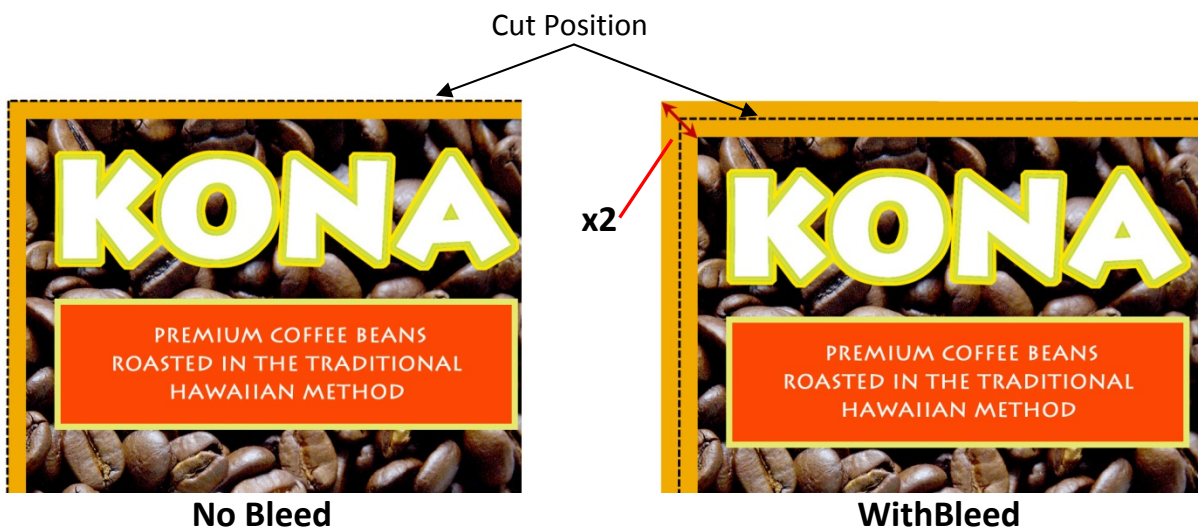 Cut Position
KONA
PREMIUM COFFEE BEANS
ROASTED IN THE TRADITIONAL
HAWAIIAN METHOD
No Bleed
x2
KONA
PREMIUM COFFEE BEANS
ROASTED IN THE TRADITIONAL
HAWAIIAN METHOD
WithBleed